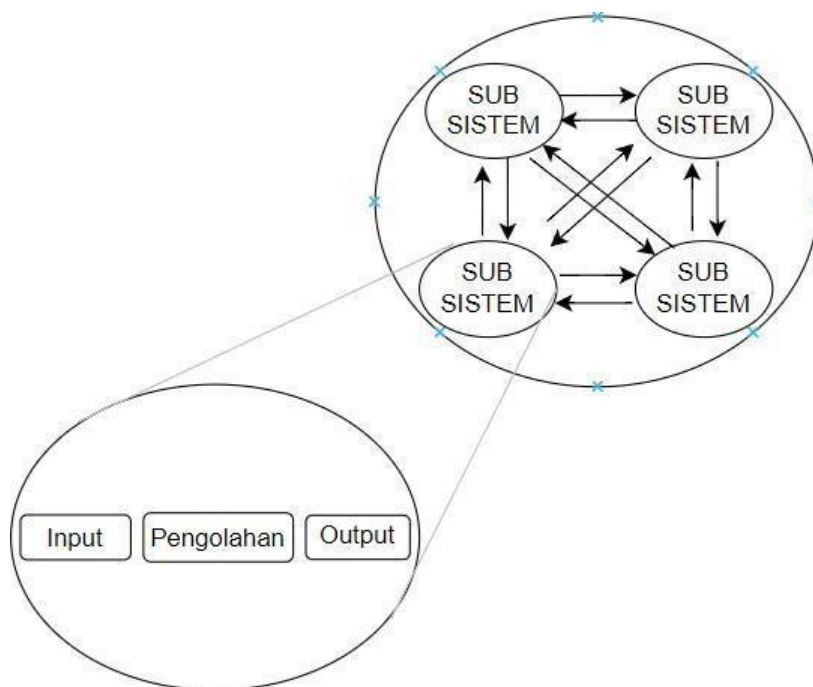 SUB
SISTEM
SUB
SISTEM
SUB
SISTEM
SUB
SISTEM
Input
Pengolahan
Output